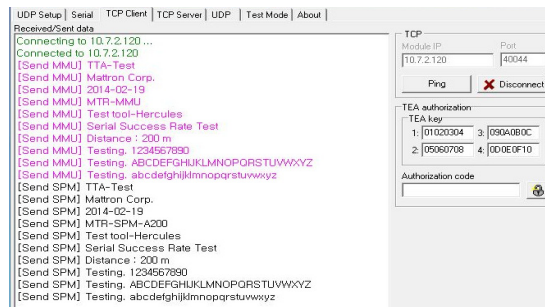 UDP Setup Serial TCP Client TCP Server UDP Test Mode About
Received/Sent data
Connecting to 10.7.2.120 ...
Connected to 10.7.2.120
[Send MMU] TTA-Test
[Send MMU] Mattron Corp.
[Send MMU] 2014-02-19
[Send MMU] MTR-MMU
[Send MMU] Test tool-Hercules
[Send MMU] Serial Success Rate Test
[Send MMU] Distance : 200 m
[Send MMU] Testing. 1234567890
[Send MMU] Testing. ABCDEFGHIJKLMNOPQRSTUVWXYZ
[Send MMU] Testing. abcdefghijklmnopqrstuvwxyz
[Send SPM] TTA-Test
[Send SPM] Mattron Corp.
[Send SPM] 2014-02-19
[Send SPM] MTR-SPM-A200
[Send SPM] Test tool-Hercules
[Send SPM] Serial Success Rate Test
[Send SPM] Distance : 200 m
[Send SPM] Testing. 1234567890
[Send SPM] Testing. ABCDEFGHIJKLMNOPQRSTUVWXYZ
[Send SPM] Testing. abcdefghijklmnopqrstuvwxyz
TCP
Module IP Port
10.7.2.120 40044
Ping Disconnect
TEA authorization
TEA key
1: 01020304 3: 090A0B0C
2: 05060708 4: 0D0E0F10
Authorization code